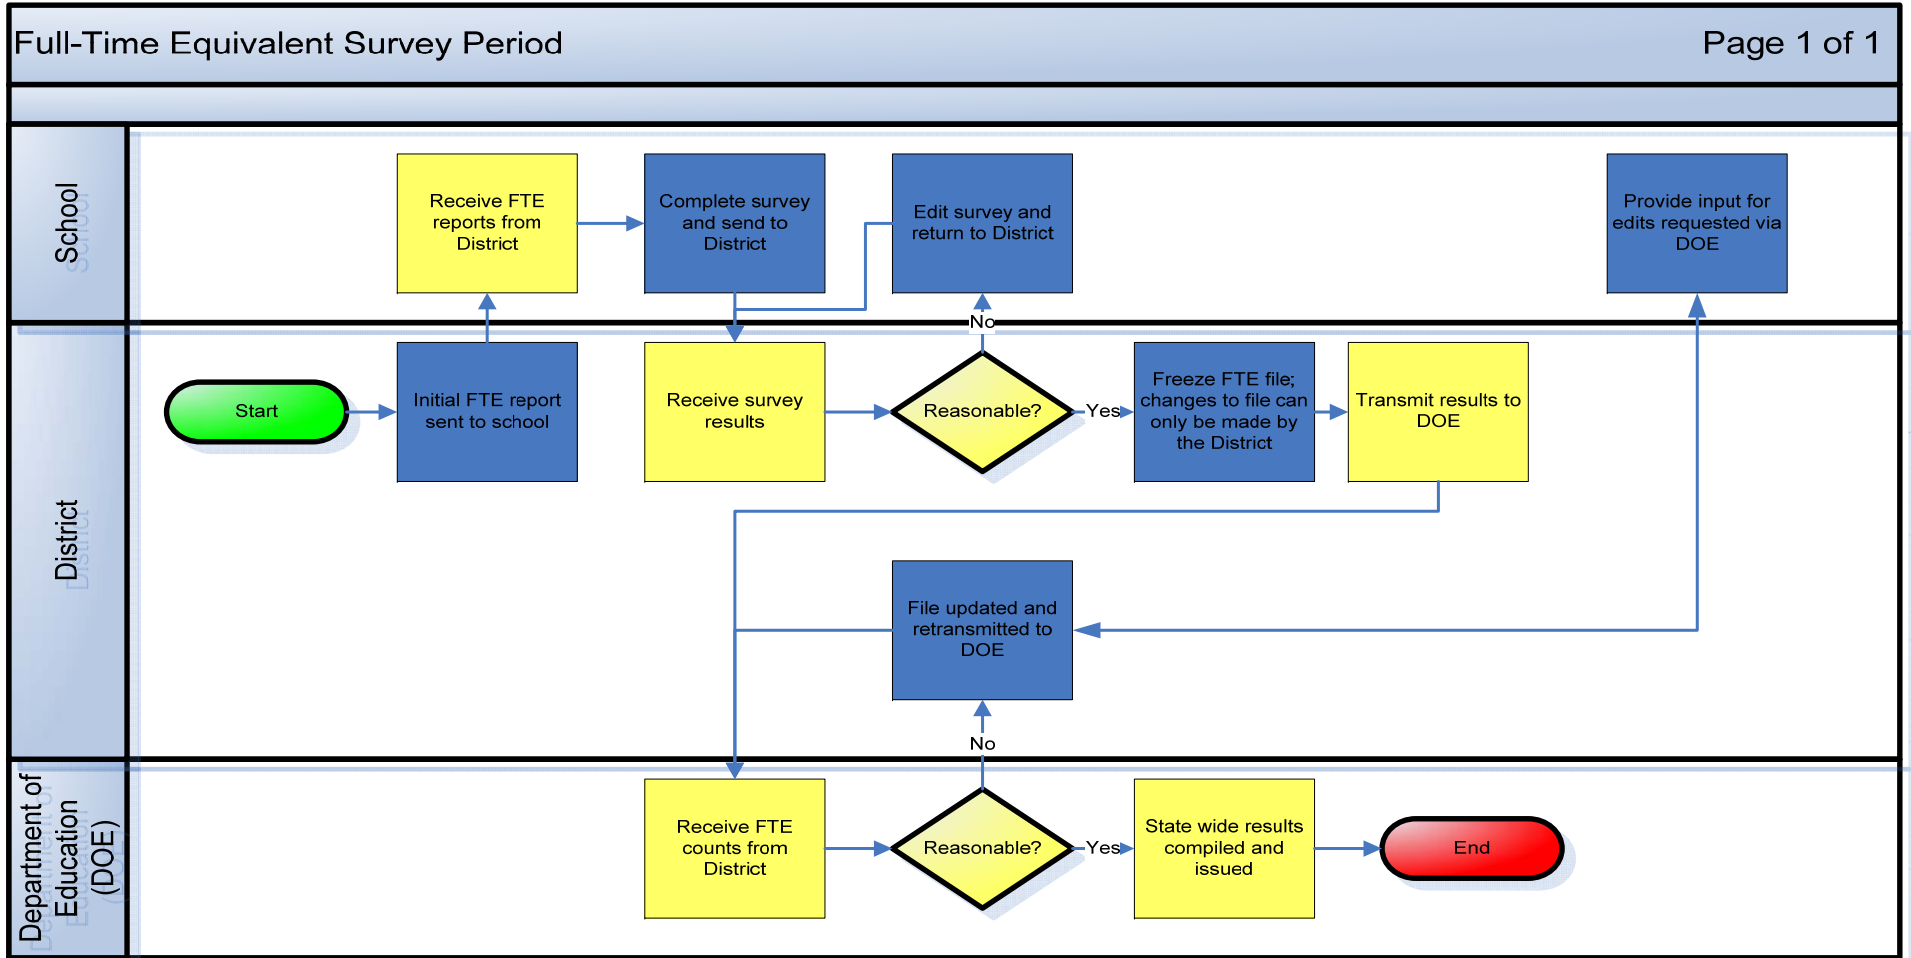 Full-Time Equivalent Survey Period
Page 1 of 1
School
Receive FTE
reports from
District
Complete survey
and send to
District
Edit survey and
return to District
Provide input for
edits requested via
DOE
District
Start
Initial FTE report
sent to school
Receive survey
results
No
Reasonable?
Yes
Freeze FTE file;
changes to file can
only be made by
the District
Transmit results to
DOE
File updated and
retransmitted to
DOE
No
Department of
Education
(DOE)
Receive FTE
counts from
District
Reasonable?
Yes
State wide results
compiled and
issued
End